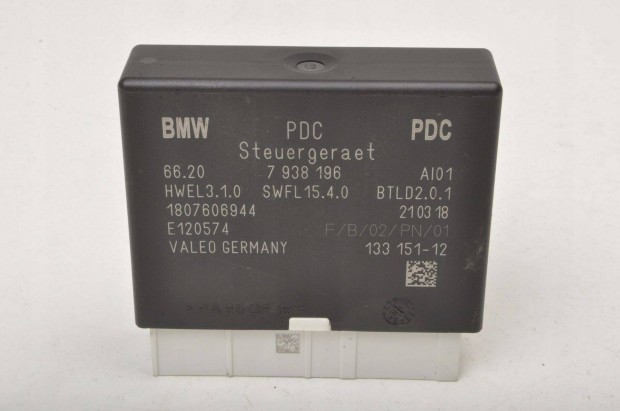 BMW PDC PDC
Steuergeraet
66.20 7 938 196 AI01
HWEL3.1.0 SWFL15.4.0 BTLD2.0.1
1807606944 210318
E120574 F/B/02/PN/01
VALEO GERMANY 133 151-12